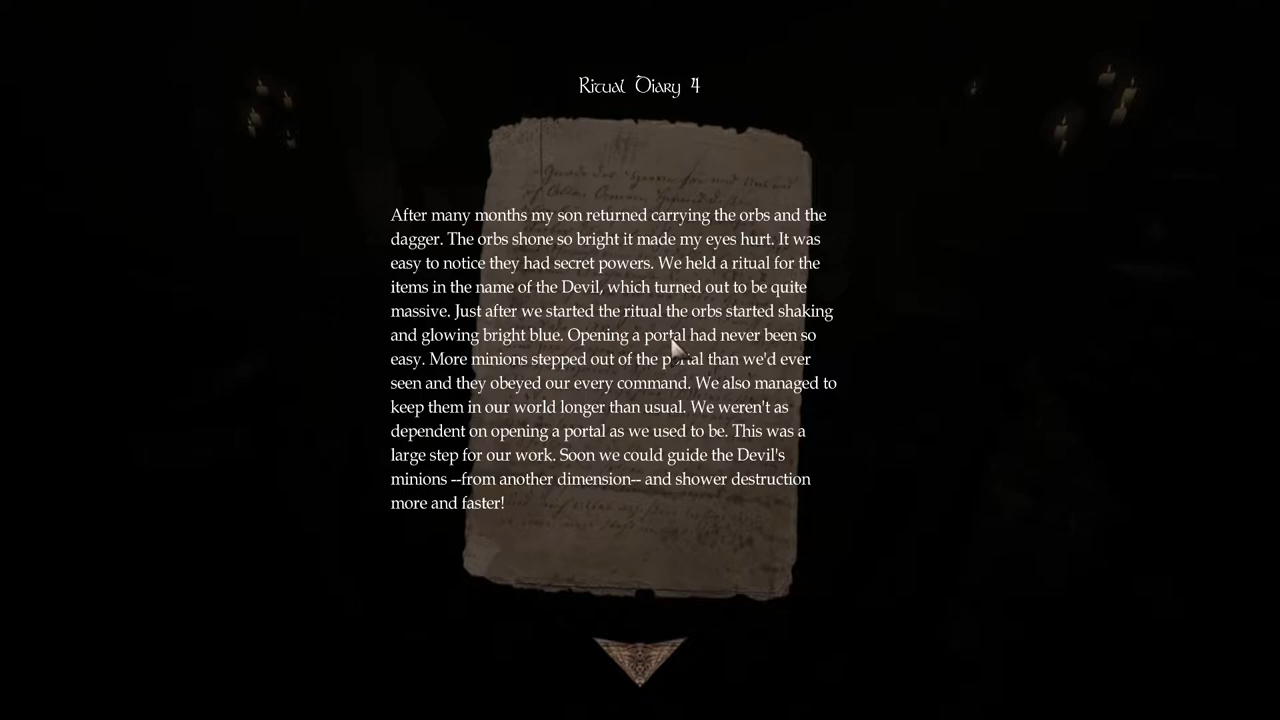 Ritual Diary 4
After many months my son returned carrying the orbs and the
dagger. The orbs shone so bright it made my eyes hurt. It was
easy to notice they had secret powers. We held a ritual for the
items in the name of the Devil, which turned out to be quite
massive. Just after we started the ritual the orbs started shaking
and glowing bright blue. Opening a portal had never been so
easy. More minions stepped out of the portal than we'd ever
seen and they obeyed our every command. We also managed to
keep them in our world longer than usual. We weren't as
dependent on opening a portal as we used to be. This was a
large step for our work. Soon we could guide the Devil's
minions --from another dimension-- and shower destruction
more and faster!